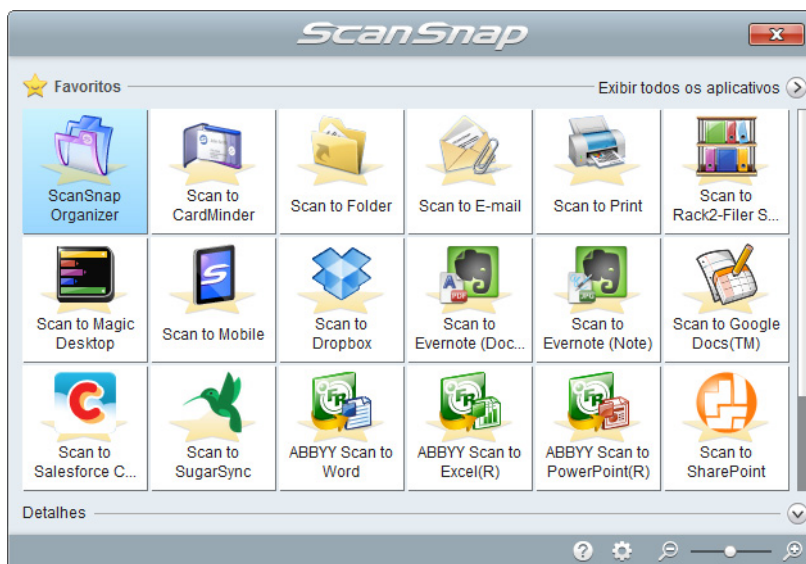 ScanSnap
Favoritos
Exibir todos os aplicativos
ScanSnap
Organizer
Scan to
CardMinder
Scan to Folder
Scan to E-mail
Scan to Print
Scan to
Rack2-Filer S...
Scan to Magic
Desktop
Scan to Mobile
Scan to
Dropbox
Scan to
Evernote (Doc...
Scan to
Evernote (Note)
Scan to Google
Docs(TM)
Scan to
Salesforce C...
Scan to
SugarSync
ABBYY Scan to
Word
ABBYY Scan to
Excel(R)
ABBYY Scan to
PowerPoint(R)
Scan to
SharePoint
Detalhes